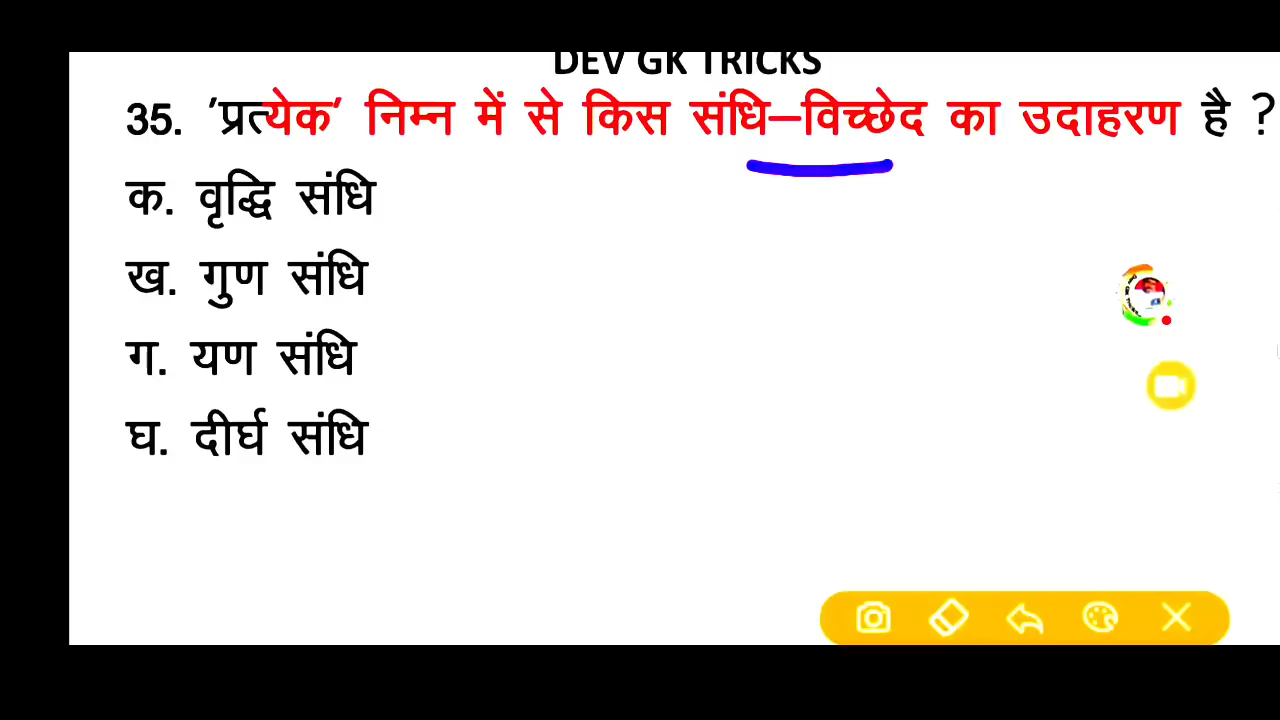 DEV GK TRICKS
35. 'प्रत्येक' निम्न में से किस संधि–विच्छेद का उदाहरण है ?
क. वृद्धि संधि
ख. गुण संधि
ग. यण संधि
घ. दीर्घ संधि